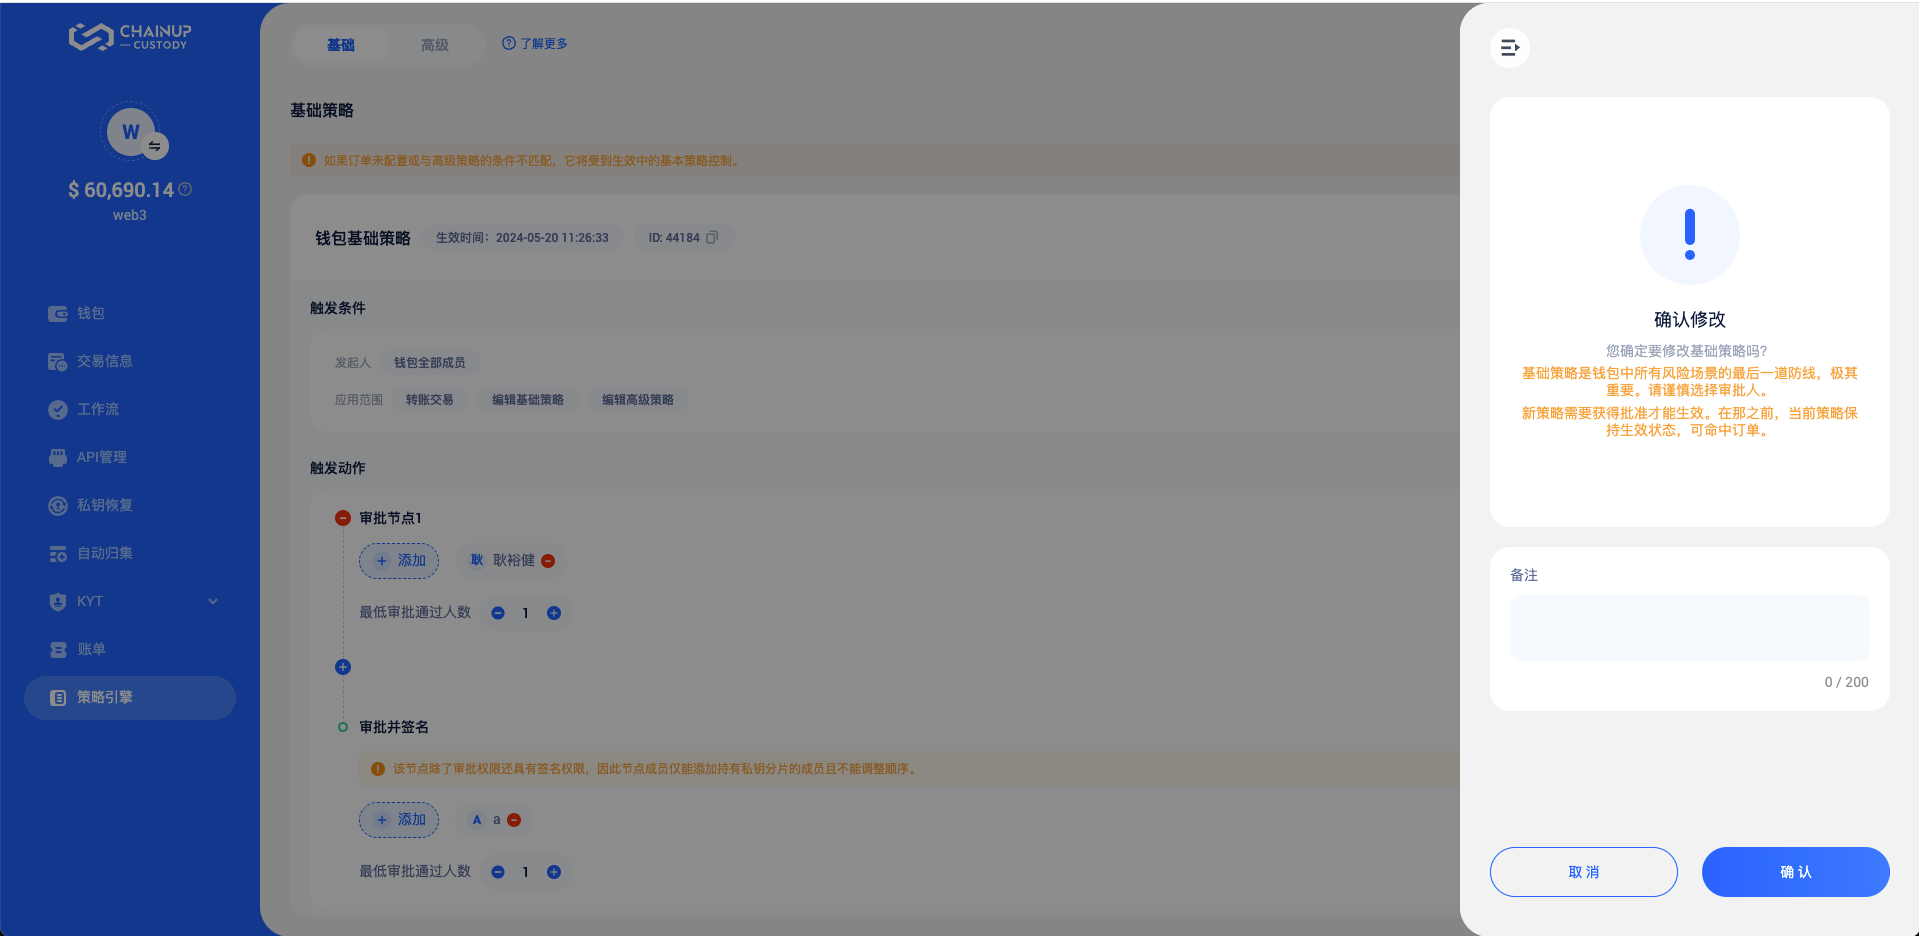 CHAINUP
CUSTODY
W
$ 60,690.14
web3
钱包
交易信息
工作流
API管理
私钥恢复
自动归集
KYT
账单
策略引擎
基础
高级
了解更多
基础策略
如果订单未配置或与高级策略的条件不匹配，它将受到生效中的基本策略控制。
钱包基础策略
生效时间：2024-05-20 11:26:33
ID: 44184
触发条件
发起人
钱包全部成员
应用范围
转账交易
编辑基础策略
编辑高级策略
触发动作
审批节点1
+ 添加
耿 耿裕健
最低审批通过人数
1
审批并签名
该节点除了审批权限还具有签名权限，因此节点成员仅能添加持有私钥分片的成员且不能调整顺序。
+ 添加
A a
最低审批通过人数
1
确认修改
您确定要修改基础策略吗?
基础策略是钱包中所有风险场景的最后一道防线，极其
重要。请谨慎选择审批人。
新策略需要获得批准才能生效。在那之前，当前策略保
持生效状态，可命中订单。
备注
0 / 200
取 消
确 认